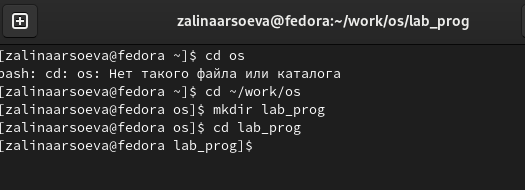 zalinaarsoeva@fedora:~/work/os/lab_prog
[zalinaarsoeva@fedora ~]$ cd os
bash: cd: os: Нет такого файла или каталога
[zalinaarsoeva@fedora ~]$ cd ~/work/os
[zalinaarsoeva@fedora os]$ mkdir lab_prog
[zalinaarsoeva@fedora os]$ cd lab_prog
[zalinaarsoeva@fedora lab_prog]$